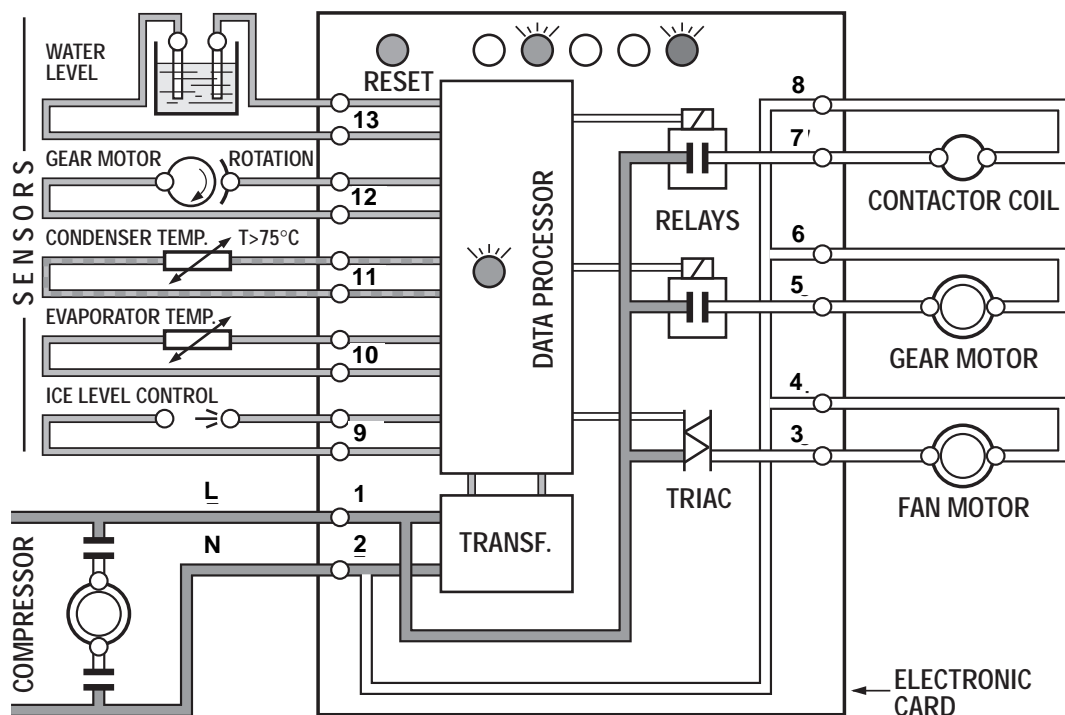 WATER
LEVEL
RESET
13
8
7
CONTACTOR COIL
GEAR MOTOR
ROTATION
12
RELAYS
CONDENSER TEMP.
T>75°C
11
6
5
GEAR MOTOR
EVAPORATOR TEMP.
10
ICE LEVEL CONTROL
9
4
3
FAN MOTOR
TRIAC
SENSORS
DATA PROCESSOR
L
1
N
2
TRANSF.
COMPRESSOR
ELECTRONIC
CARD